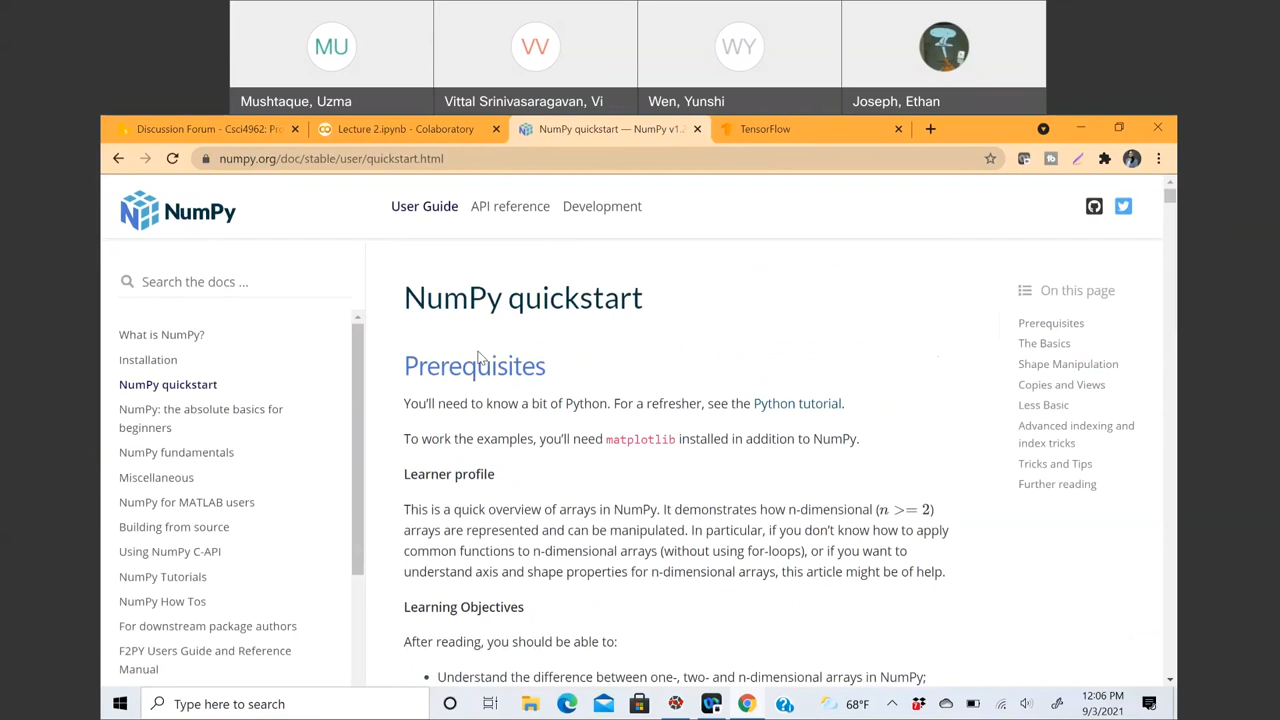 MU
VV
WY
Mushtaque, Uzma
Vittal Srinivasaragavan, Vi
Wen, Yunshi
Joseph, Ethan
Discussion Forum - Csci4962: Pr
Lecture 2.ipynb - Colaboratory
NumPy quickstart — NumPy v1.2
TensorFlow
numpy.org/doc/stable/user/quickstart.html
NumPy
User Guide
API reference
Development
Search the docs ...
What is NumPy?
Installation
NumPy quickstart
NumPy: the absolute basics for
beginners
NumPy fundamentals
Miscellaneous
NumPy for MATLAB users
Building from source
Using NumPy C-API
NumPy Tutorials
NumPy How Tos
For downstream package authors
F2PY Users Guide and Reference
Manual
NumPy quickstart
Prerequisites
You'll need to know a bit of Python. For a refresher, see the Python tutorial.
To work the examples, you'll need matplotlib installed in addition to NumPy.
Learner profile
This is a quick overview of arrays in NumPy. It demonstrates how n-dimensional (n >= 2)
arrays are represented and can be manipulated. In particular, if you don't know how to apply
common functions to n-dimensional arrays (without using for-loops), or if you want to
understand axis and shape properties for n-dimensional arrays, this article might be of help.
Learning Objectives
After reading, you should be able to:
• Understand the difference between one-, two- and n-dimensional arrays in NumPy;
On this page
Prerequisites
The Basics
Shape Manipulation
Copies and Views
Less Basic
Advanced indexing and
index tricks
Tricks and Tips
Further reading
Type here to search
68°F
12:06 PM
9/3/2021